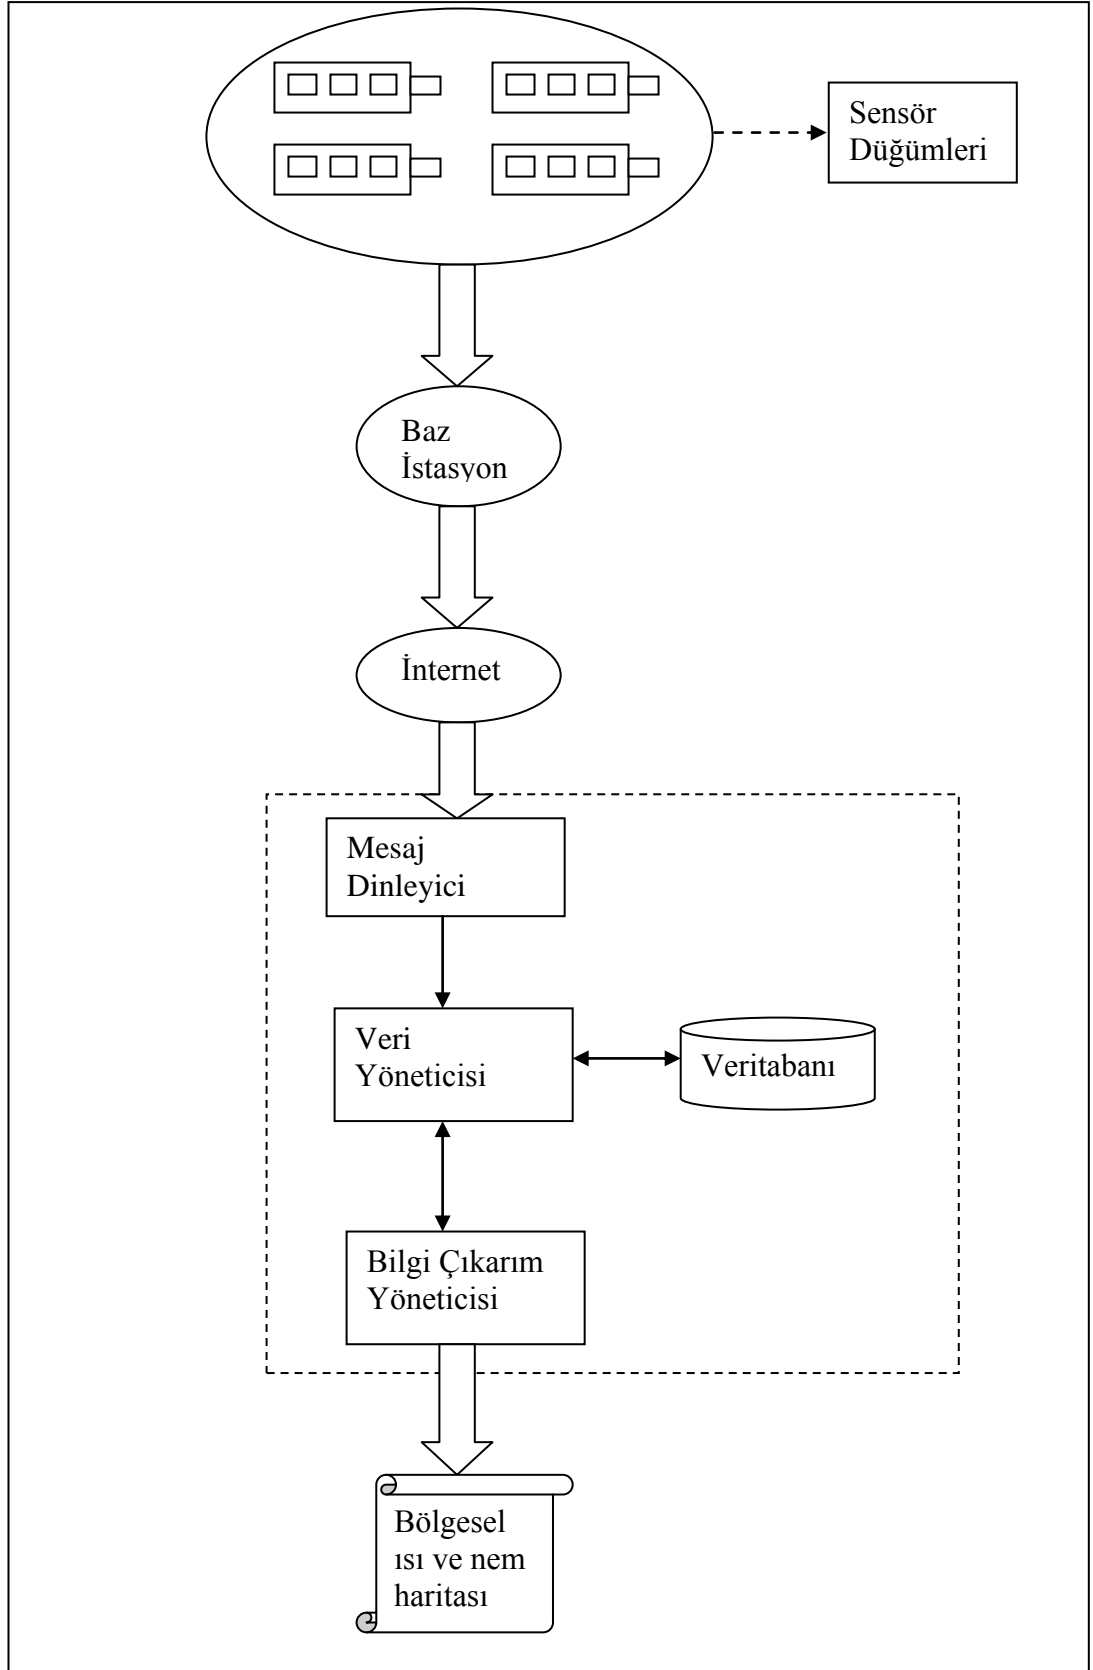 Sensör
Düğümleri
Baz
İstasyon
İnternet
Mesaj
Dinleyici
Veri
Yöneticisi
Veritabanı
Bilgi Çıkarım
Yöneticisi
Bölgesel
ısı ve nem
haritası